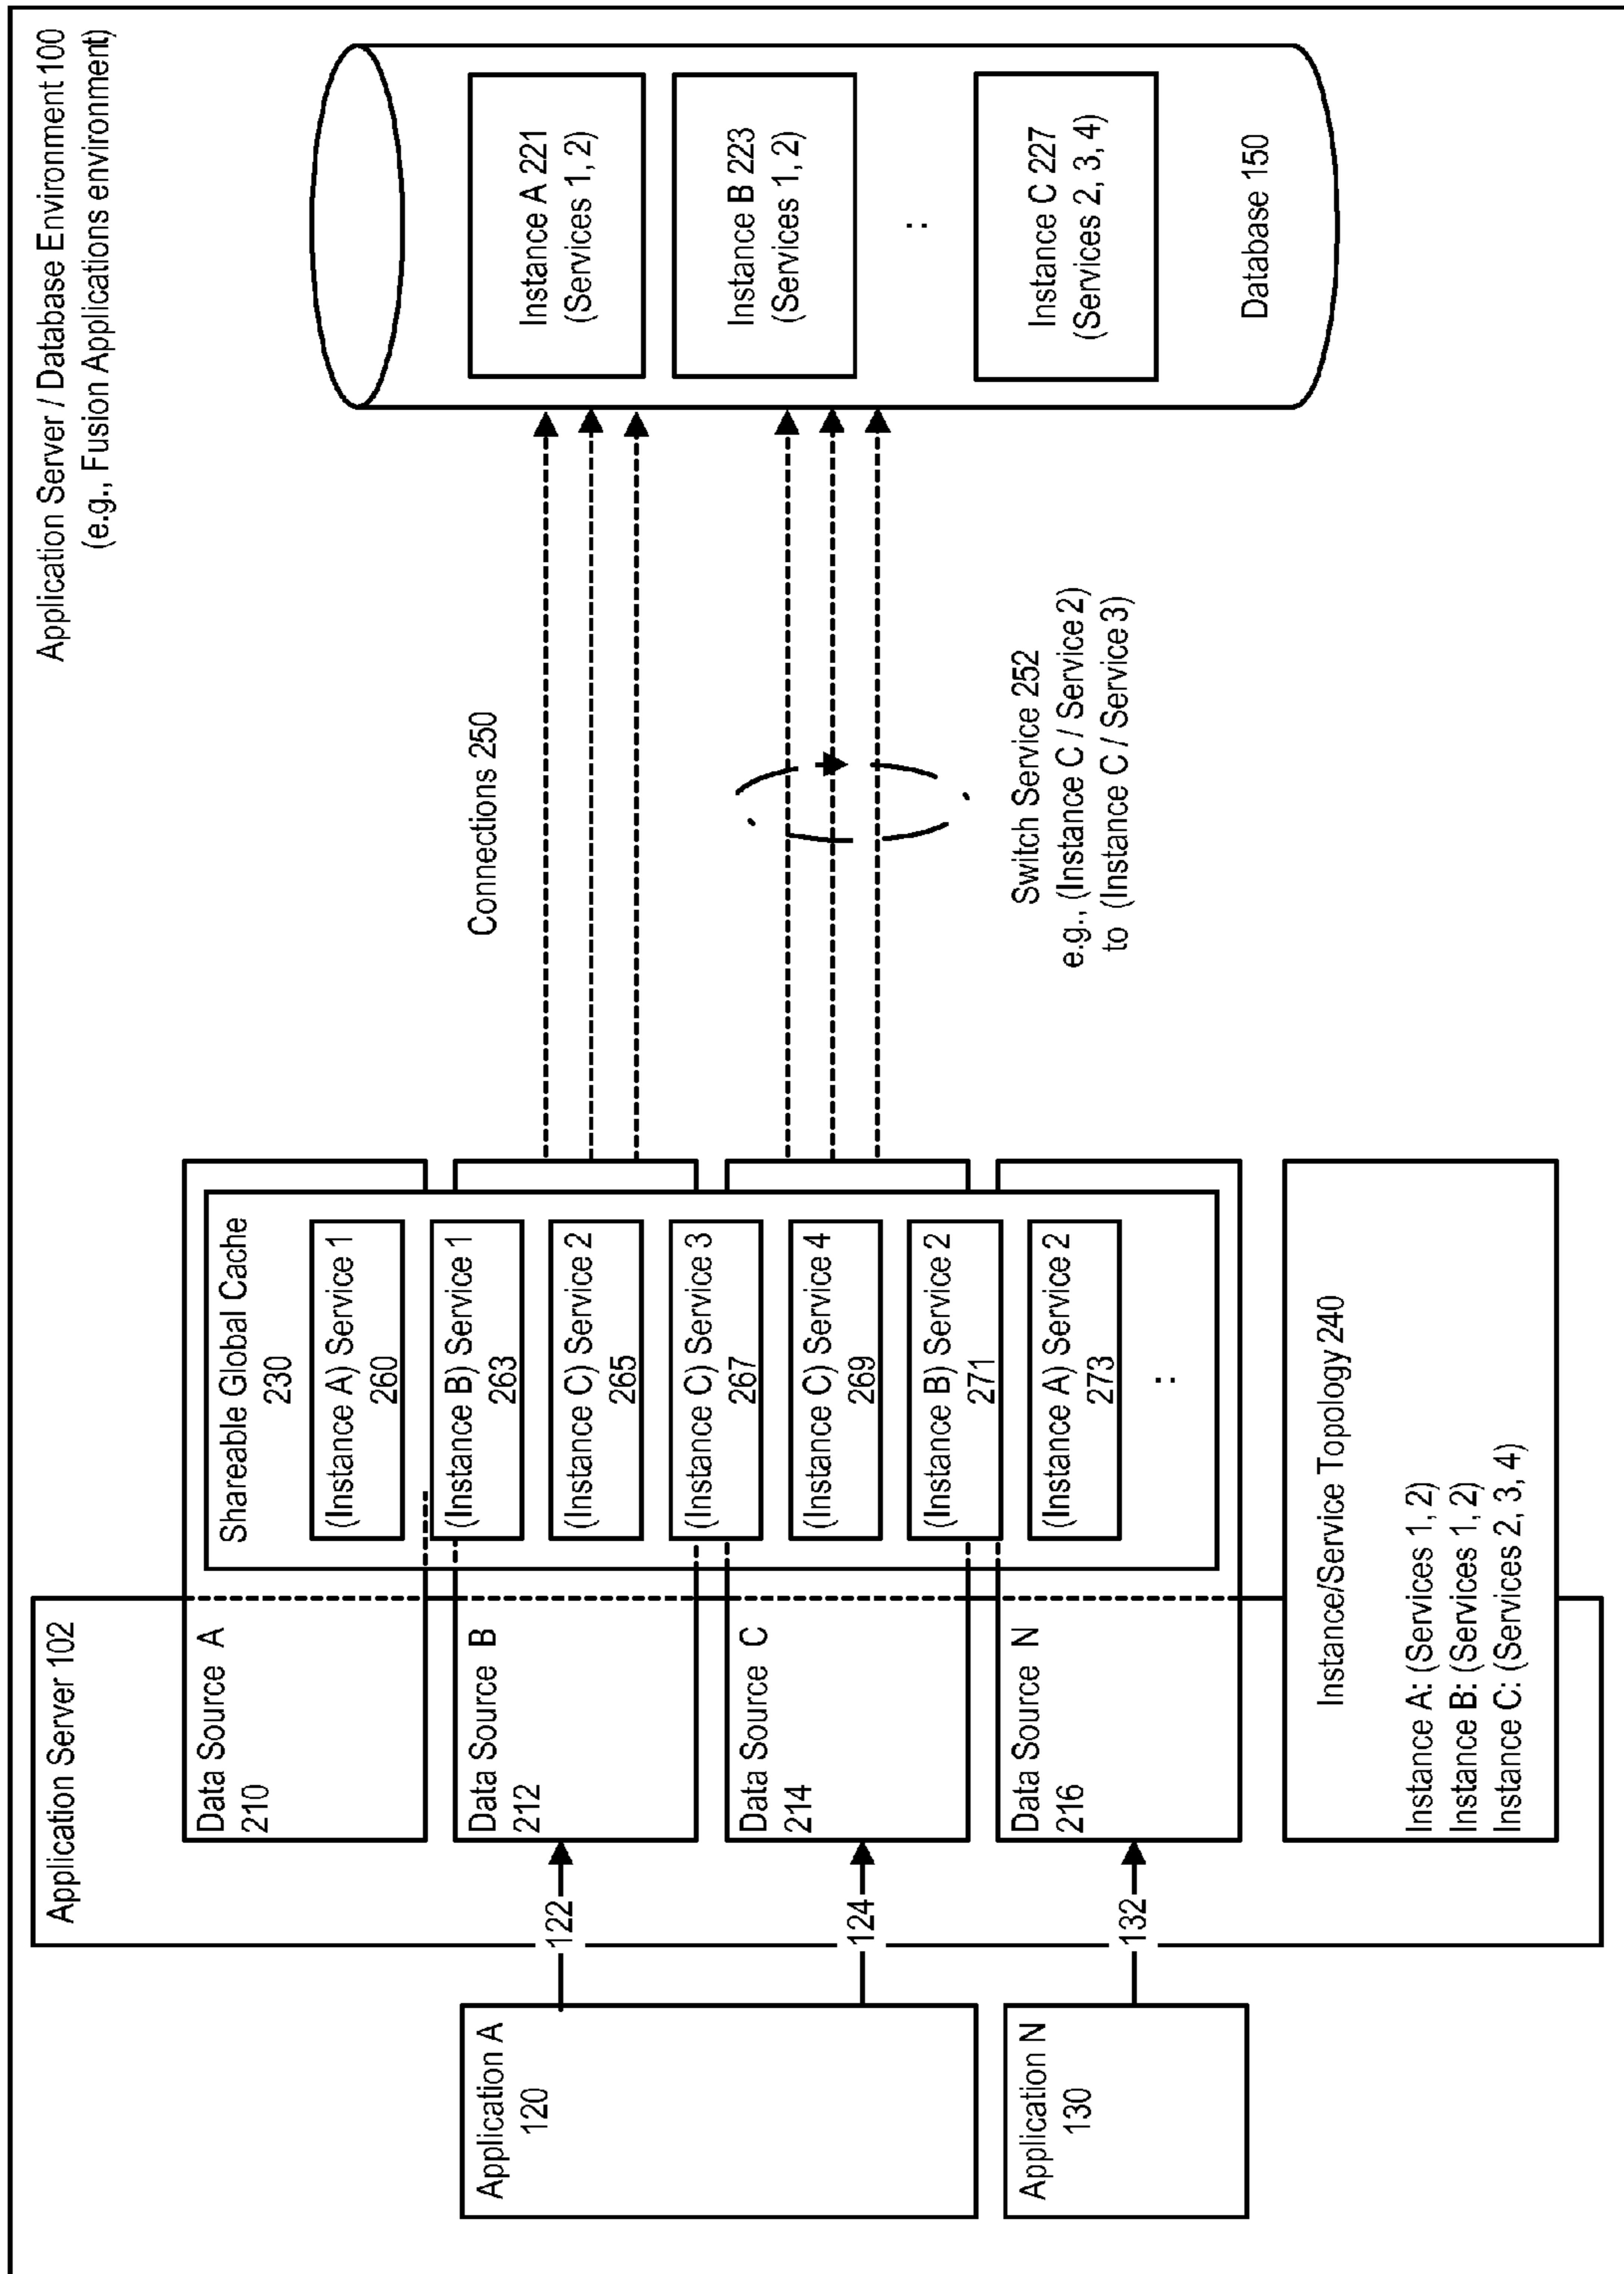 Application Server / Database Environment 100
(e.g., Fusion Applications environment)
Application Server 102
Application A
120
Application N
130
122
124
132
Data Source A
210
Data Source B
212
Data Source C
214
Data Source N
216
Shareable Global Cache
230
(Instance A) Service 1
260
(Instance B) Service 1
263
(Instance C) Service 2
265
(Instance C) Service 3
267
(Instance C) Service 4
269
(Instance B) Service 2
271
(Instance A) Service 2
273
:
Instance/Service Topology 240
Instance A: (Services 1, 2)
Instance B: (Services 1, 2)
Instance C: (Services 2, 3, 4)
Connections 250
Switch Service 252
e.g., (Instance C / Service 2)
to (Instance C / Service 3)
Instance A 221
(Services 1, 2)
Instance B 223
(Services 1, 2)
:
Instance C 227
(Services 2, 3, 4)
Database 150